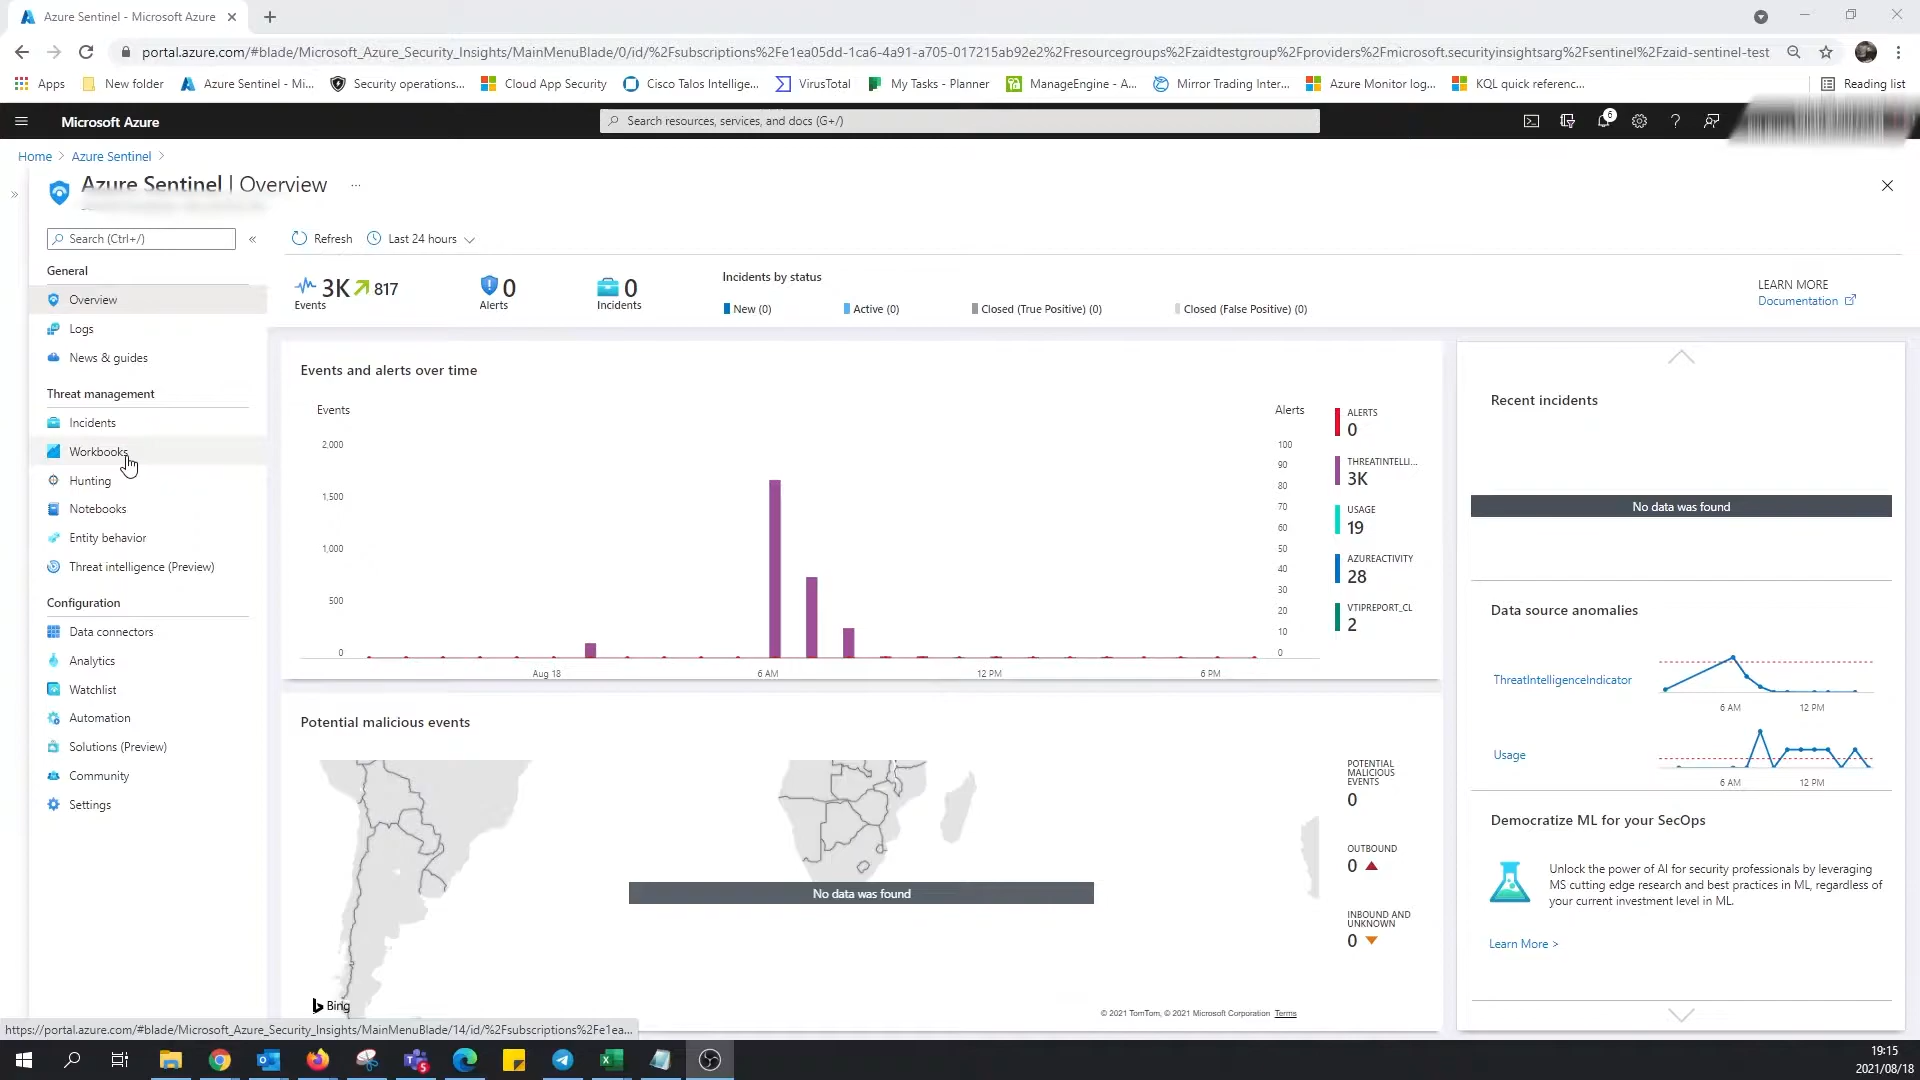 Azure Sentinel - Microsoft Azure
portal.azure.com/#blade/Microsoft_Azure_Security_Insights/MainMenuBlade/0/id/%2Fsubscriptions%2Fe1ea05dd-1ca6-4a91-a705-017215ab92e2%2Fresourcegroups%2Fzaidtestgroup%2Fproviders%2Fmicrosoft.securityinsightsarg%2Fsentinel%2Fzaid-sentinel-test
Apps New folder Azure Sentinel - Mi... Security operations... Cloud App Security Cisco Talos Intellige... VirusTotal My Tasks - Planner ManageEngine - A... Mirror Trading Inter... Azure Monitor log... KQL quick referenc... Reading list
Microsoft Azure
Search resources, services, and docs (G+/)
6
Home > Azure Sentinel >
Azure Sentinel | Overview ...
Search (Ctrl+/) «
General
Overview
Logs
News & guides
Threat management
Incidents
Workbooks
Hunting
Notebooks
Entity behavior
Threat intelligence (Preview)
Configuration
Data connectors
Analytics
Watchlist
Automation
Solutions (Preview)
Community
Settings
Refresh Last 24 hours
3K 817
Events
0
Alerts
0
Incidents
Incidents by status
New (0) Active (0) Closed (True Positive) (0) Closed (False Positive) (0)
LEARN MORE
Documentation
Events and alerts over time
Events
2,000
1,500
1,000
500
0
Aug 18 6 AM 12 PM 6 PM
Alerts
100
90
80
70
60
50
40
30
20
10
0
ALERTS
0
THREATINTELLI...
3K
USAGE
19
AZUREACTIVITY
28
VTIPREPORT_CL
2
Potential malicious events
No data was found
Bing
© 2021 TomTom, © 2021 Microsoft Corporation Terms
POTENTIAL
MALICIOUS
EVENTS
0
OUTBOUND
0
INBOUND AND
UNKNOWN
0
Recent incidents
No data was found
Data source anomalies
ThreatIntelligenceIndicator
6 AM 12 PM
Usage
6 AM 12 PM
Democratize ML for your SecOps
Unlock the power of AI for security professionals by leveraging
MS cutting edge research and best practices in ML, regardless of
your current investment level in ML.
Learn More >
https://portal.azure.com/#blade/Microsoft_Azure_Security_Insights/MainMenuBlade/14/id/%2Fsubscriptions%2Fe1ea...
5
19:15
2021/08/18